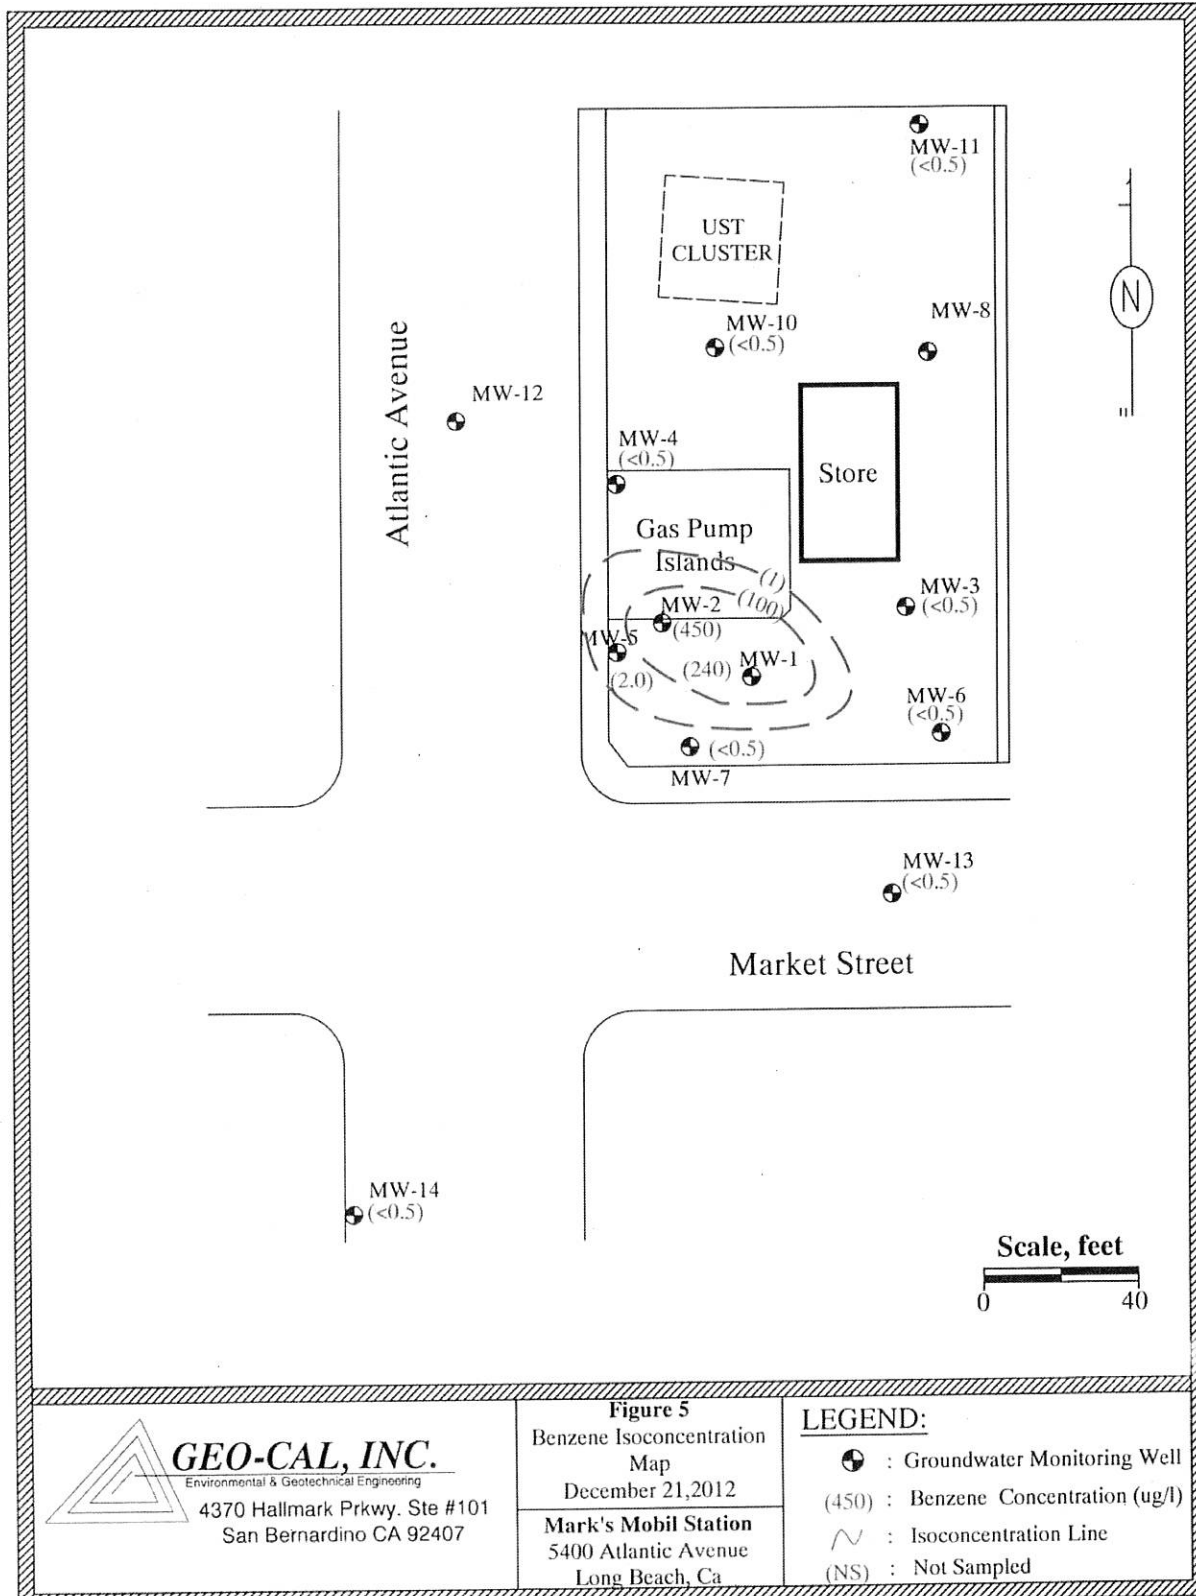 MW-11
(<0.5)
UST
CLUSTER
N
MW-10
(<0.5)
MW-8
Atlantic Avenue
MW-12
MW-4
(<0.5)
Store
Gas Pump
Islands
(1)
(100)
MW-2
(450)
MW-3
(<0.5)
MW-5
(2.0)
(240)
MW-1
MW-6
(<0.5)
(<0.5)
MW-7
MW-13
(<0.5)
Market Street
MW-14
(<0.5)
Scale, feet
0 40
GEO-CAL, INC.
Environmental & Geotechnical Engineering
4370 Hallmark Prkwy. Ste #101
San Bernardino CA 92407
Figure 5
Benzene Isoconcentration
Map
December 21,2012
Mark's Mobil Station
5400 Atlantic Avenue
Long Beach, Ca
LEGEND:
: Groundwater Monitoring Well
(450) : Benzene Concentration (ug/l)
: Isoconcentration Line
(NS) : Not Sampled